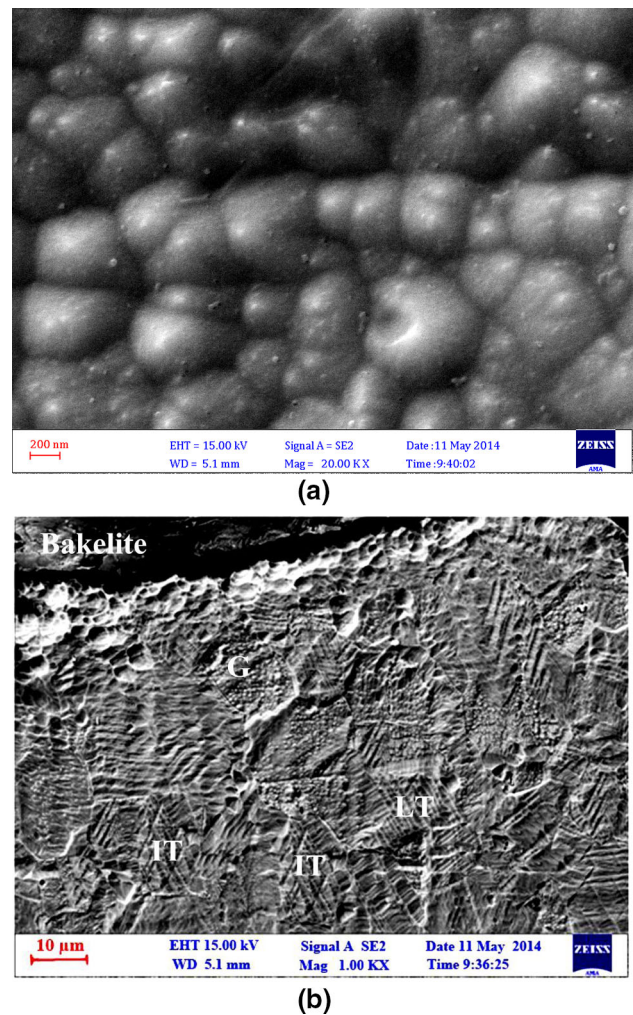 200 nm
EHT = 15.00 kV Signal A = SE2 Date :11 May 2014
WD = 5.1 mm Mag = 20.00 K X Time :9:40:02
ZEISS
AMA
(a)
Bakelite
G
LT
IT IT
10 µm
EHT 15.00 kV Signal A SE2 Date 11 May 2014
WD 5.1 mm Mag 1.00 KX Time 9:36:25
ZEISS
(b)